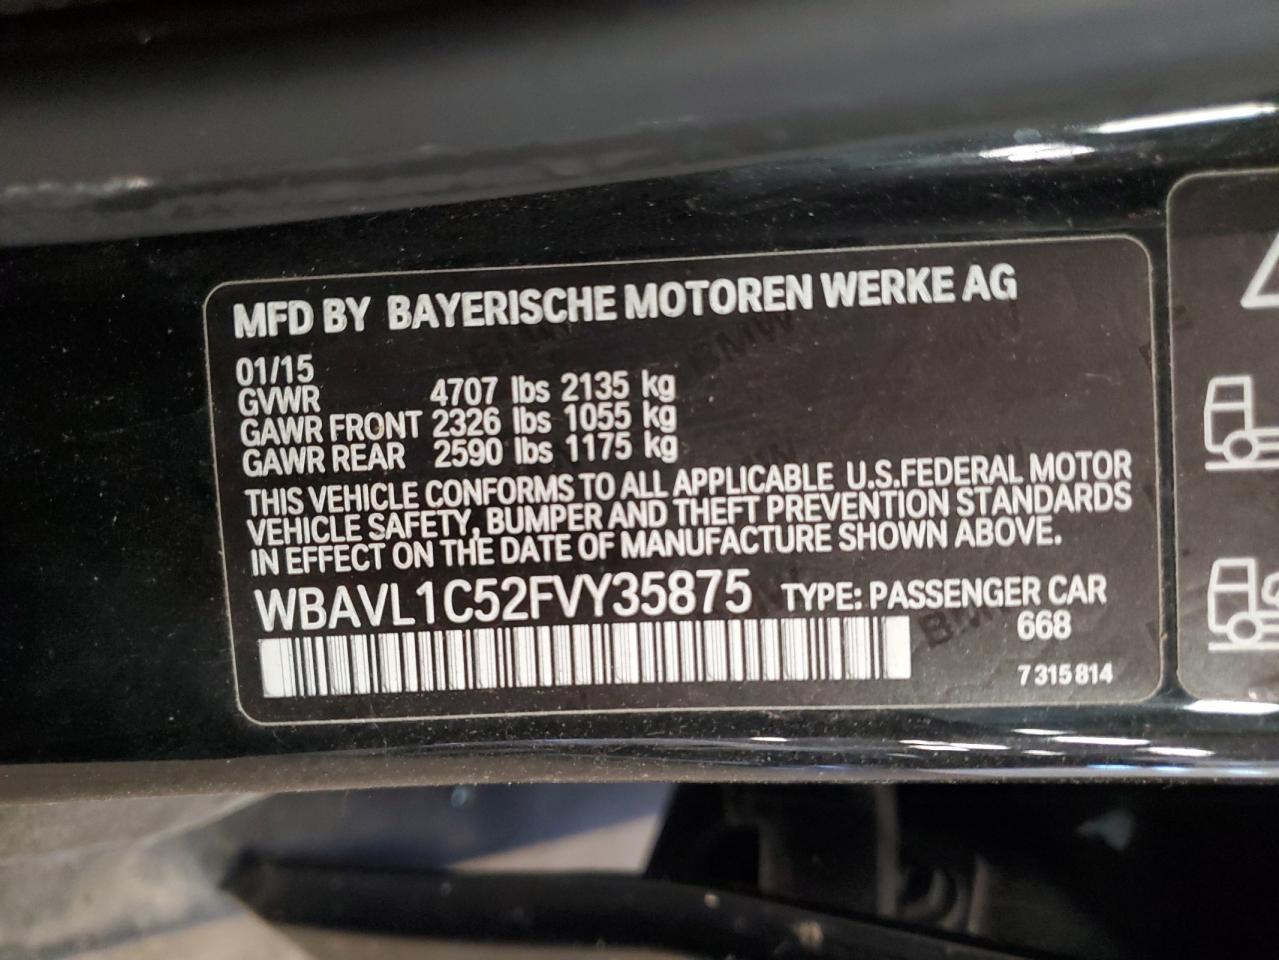 MFD BY BAYERISCHE MOTOREN WERKE AG
01/15
GVWR 4707 lbs 2135 kg
GAWR FRONT 2326 lbs 1055 kg
GAWR REAR 2590 lbs 1175 kg
THIS VEHICLE CONFORMS TO ALL APPLICABLE U.S.FEDERAL MOTOR
VEHICLE SAFETY, BUMPER AND THEFT PREVENTION STANDARDS
IN EFFECT ON THE DATE OF MANUFACTURE SHOWN ABOVE.
WBAVL1C52FVY35875 TYPE: PASSENGER CAR
668
7 315 814